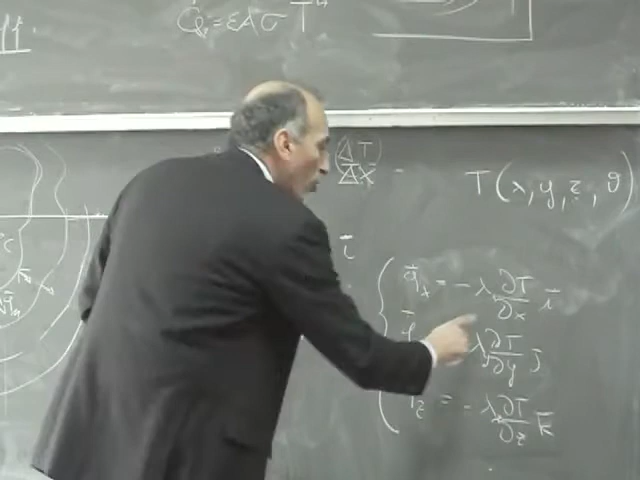 Q̇ = εAσT⁴
(ΔT/Δx) -
T(x, y, z, θ)
i
q̄ₓ = -λ ∂T/∂x i
λ ∂T/∂y j
z = -λ ∂T/∂z k